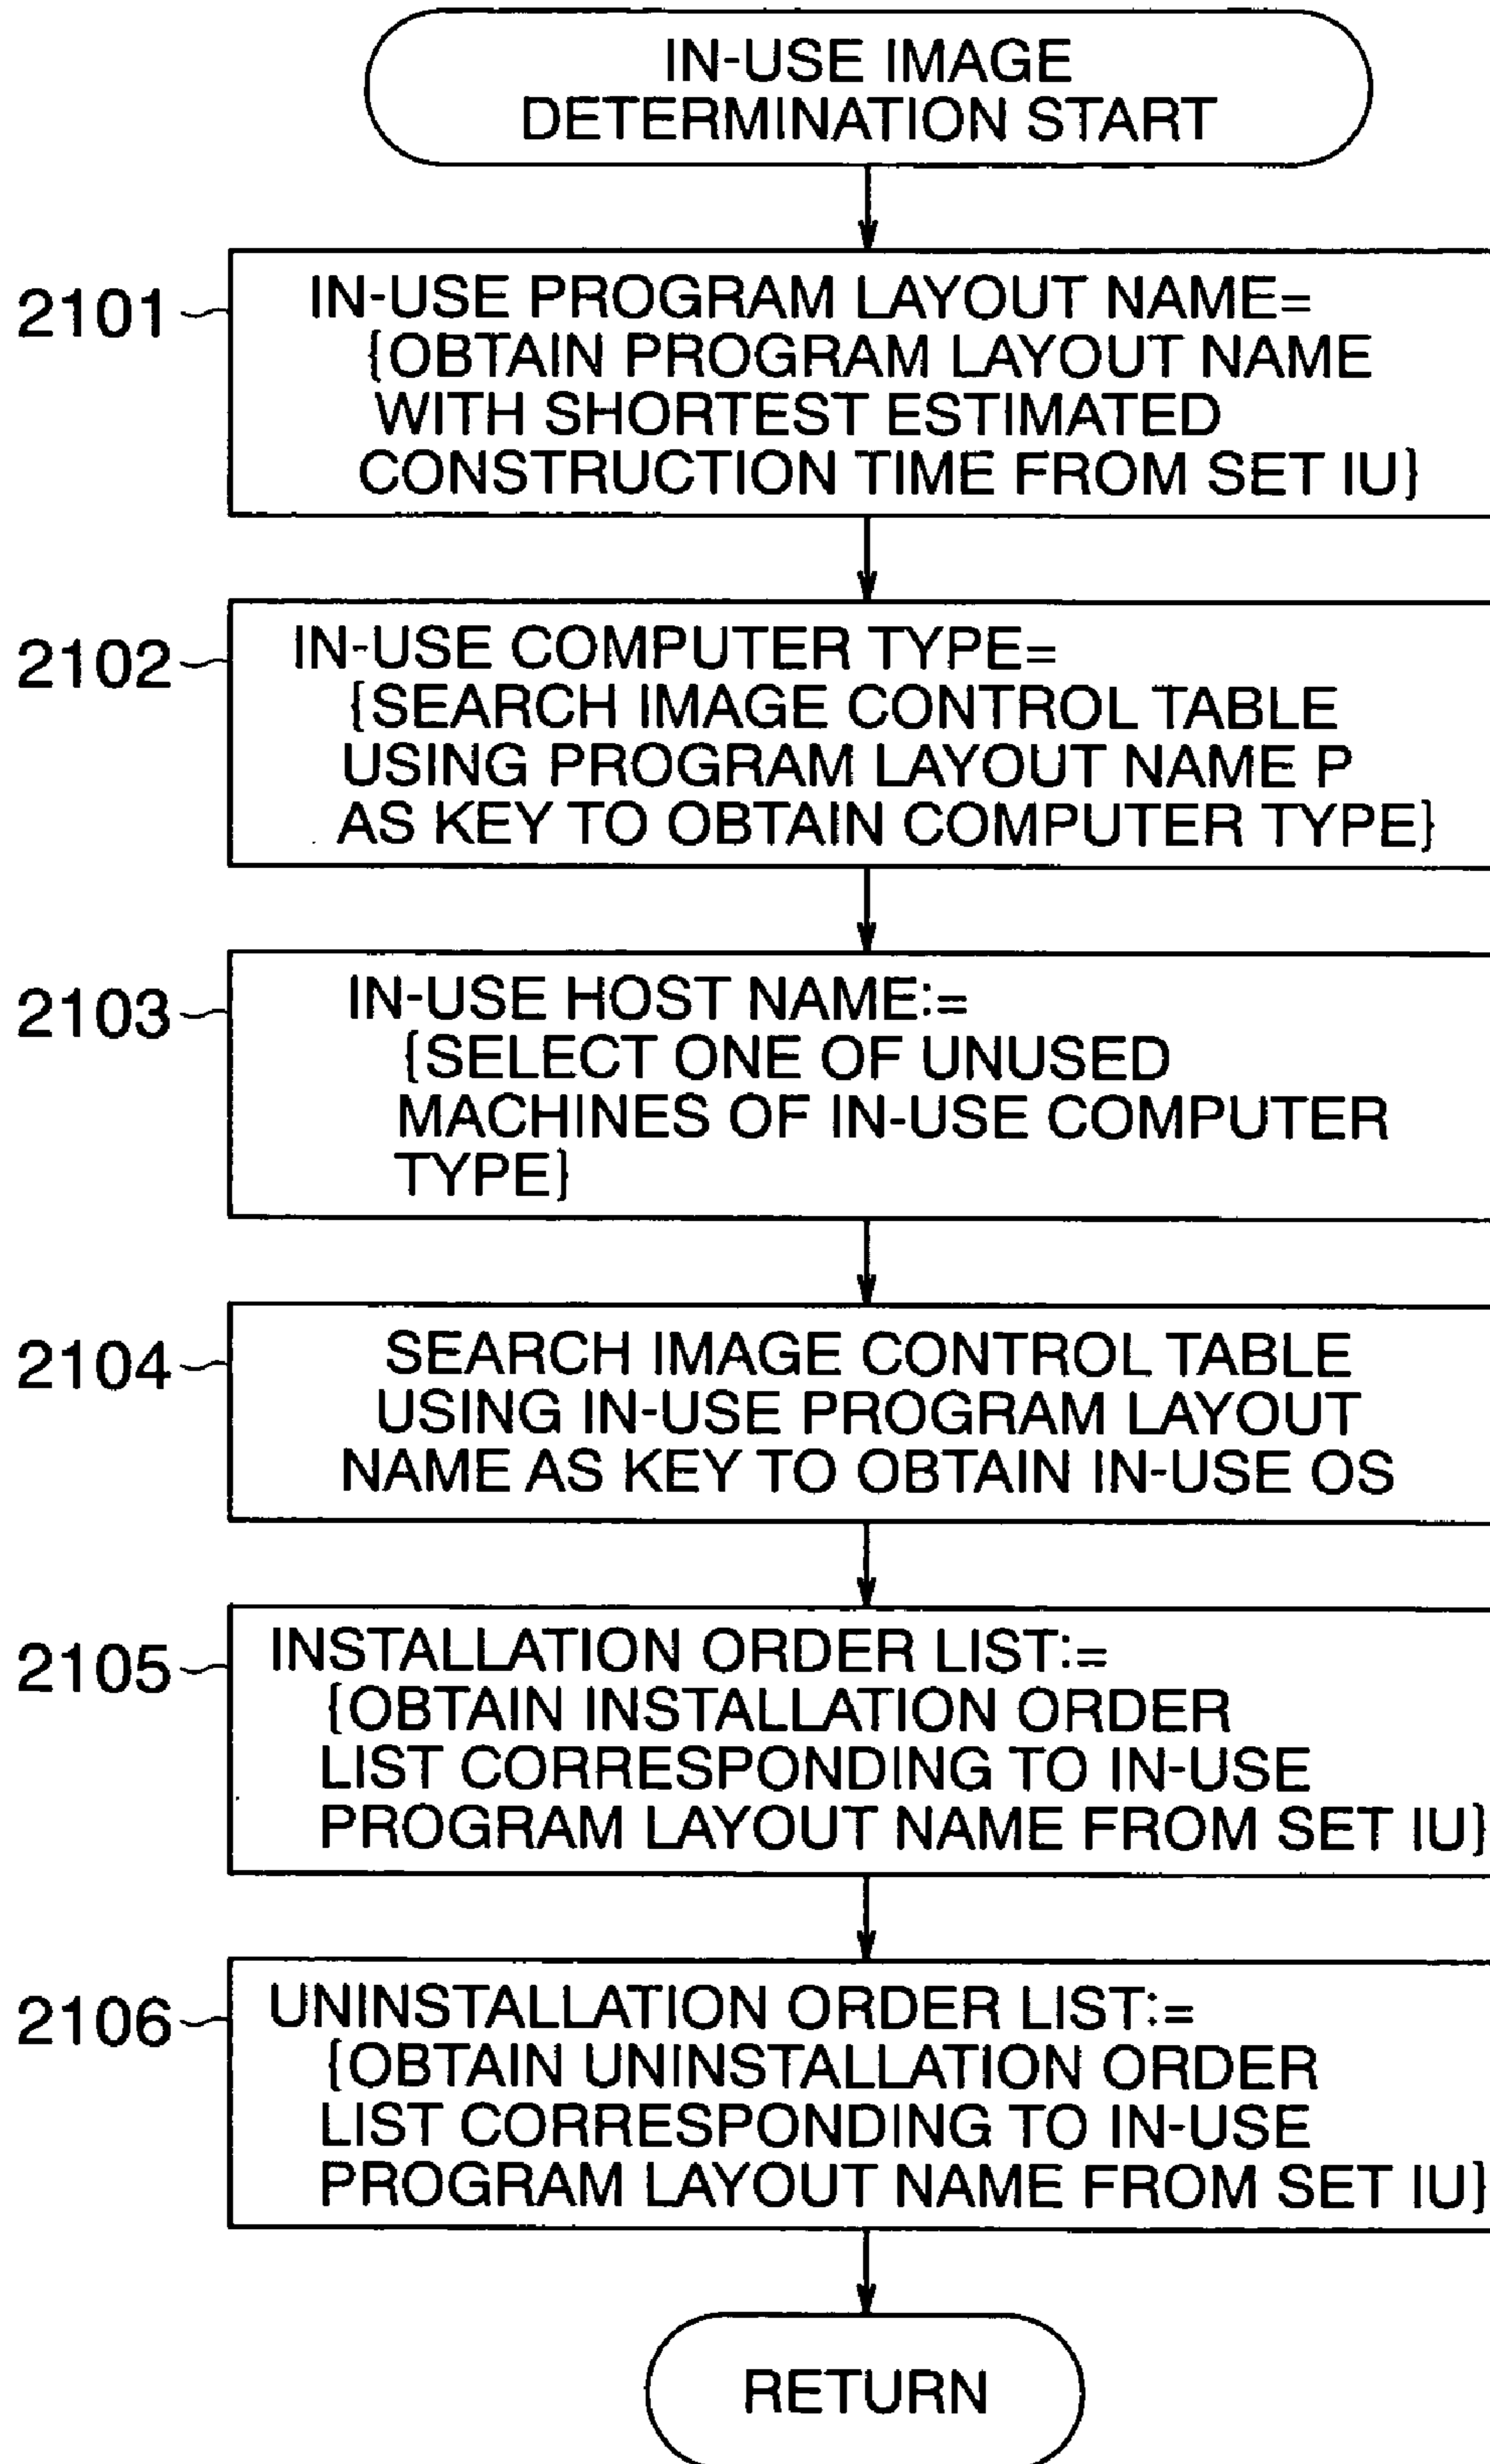 IN-USE IMAGE
DETERMINATION START
2101
IN-USE PROGRAM LAYOUT NAME=
{OBTAIN PROGRAM LAYOUT NAME
WITH SHORTEST ESTIMATED
CONSTRUCTION TIME FROM SET IU}
2102
IN-USE COMPUTER TYPE=
{SEARCH IMAGE CONTROL TABLE
USING PROGRAM LAYOUT NAME P
AS KEY TO OBTAIN COMPUTER TYPE}
2103
IN-USE HOST NAME:=
{SELECT ONE OF UNUSED
MACHINES OF IN-USE COMPUTER
TYPE}
2104
SEARCH IMAGE CONTROL TABLE
USING IN-USE PROGRAM LAYOUT
NAME AS KEY TO OBTAIN IN-USE OS
2105
INSTALLATION ORDER LIST:=
{OBTAIN INSTALLATION ORDER
LIST CORRESPONDING TO IN-USE
PROGRAM LAYOUT NAME FROM SET IU}
2106
UNINSTALLATION ORDER LIST:=
{OBTAIN UNINSTALLATION ORDER
LIST CORRESPONDING TO IN-USE
PROGRAM LAYOUT NAME FROM SET IU}
RETURN